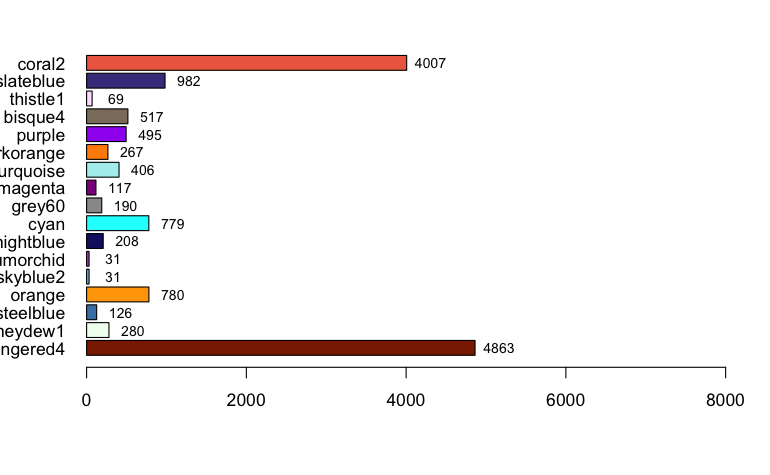 coral2 4007
slateblue 982
thistle1 69
bisque4 517
purple 495
rkorange 267
urquoise 406
magenta 117
grey60 190
cyan 779
nightblue 208
umorchid 31
skyblue2 31
orange 780
steelblue 126
neydew1 280
ngered4 4863
0 2000 4000 6000 8000